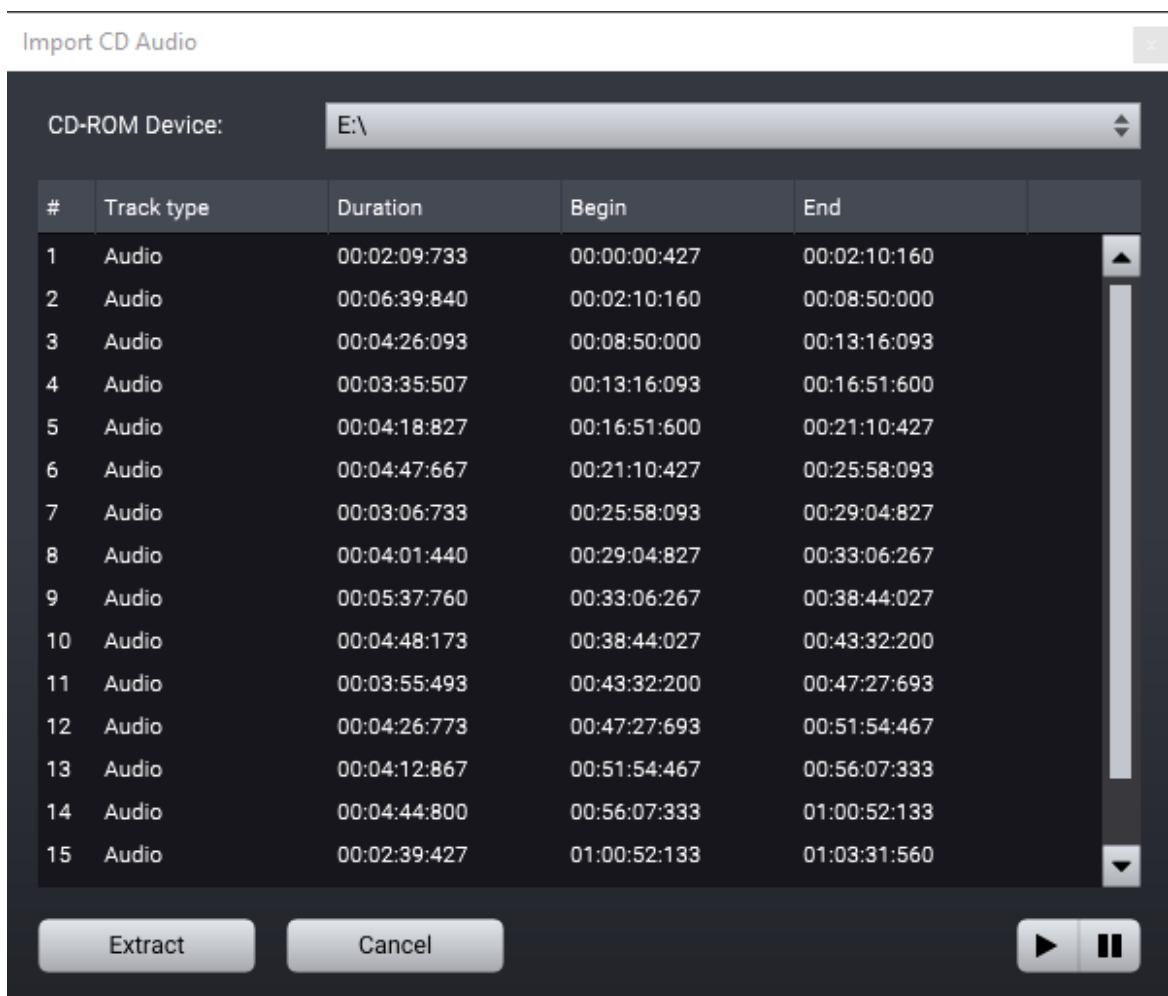 Import CD Audio x
CD-ROM Device: E:\
# Track type Duration Begin End
1 Audio 00:02:09:733 00:00:00:427 00:02:10:160
2 Audio 00:06:39:840 00:02:10:160 00:08:50:000
3 Audio 00:04:26:093 00:08:50:000 00:13:16:093
4 Audio 00:03:35:507 00:13:16:093 00:16:51:600
5 Audio 00:04:18:827 00:16:51:600 00:21:10:427
6 Audio 00:04:47:667 00:21:10:427 00:25:58:093
7 Audio 00:03:06:733 00:25:58:093 00:29:04:827
8 Audio 00:04:01:440 00:29:04:827 00:33:06:267
9 Audio 00:05:37:760 00:33:06:267 00:38:44:027
10 Audio 00:04:48:173 00:38:44:027 00:43:32:200
11 Audio 00:03:55:493 00:43:32:200 00:47:27:693
12 Audio 00:04:26:773 00:47:27:693 00:51:54:467
13 Audio 00:04:12:867 00:51:54:467 00:56:07:333
14 Audio 00:04:44:800 00:56:07:333 01:00:52:133
15 Audio 00:02:39:427 01:00:52:133 01:03:31:560
Extract Cancel